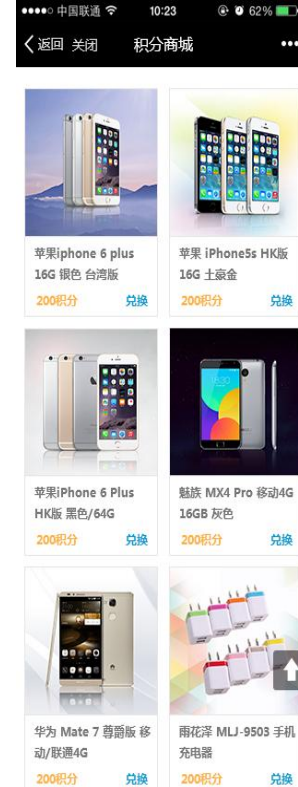 中国联通 10:23 62%
返回 关闭 积分商城
苹果iphone 6 plus
16G 银色 台湾版
200积分 兑换
苹果 iPhone5s HK版
16G 土豪金
200积分 兑换
苹果iPhone 6 Plus
HK版 黑色/64G
200积分 兑换
魅族 MX4 Pro 移动4G
16GB 灰色
200积分 兑换
华为 Mate 7 尊爵版 移
动/联通4G
200积分 兑换
雨花泽 MLJ-9503 手机
充电器
200积分 兑换